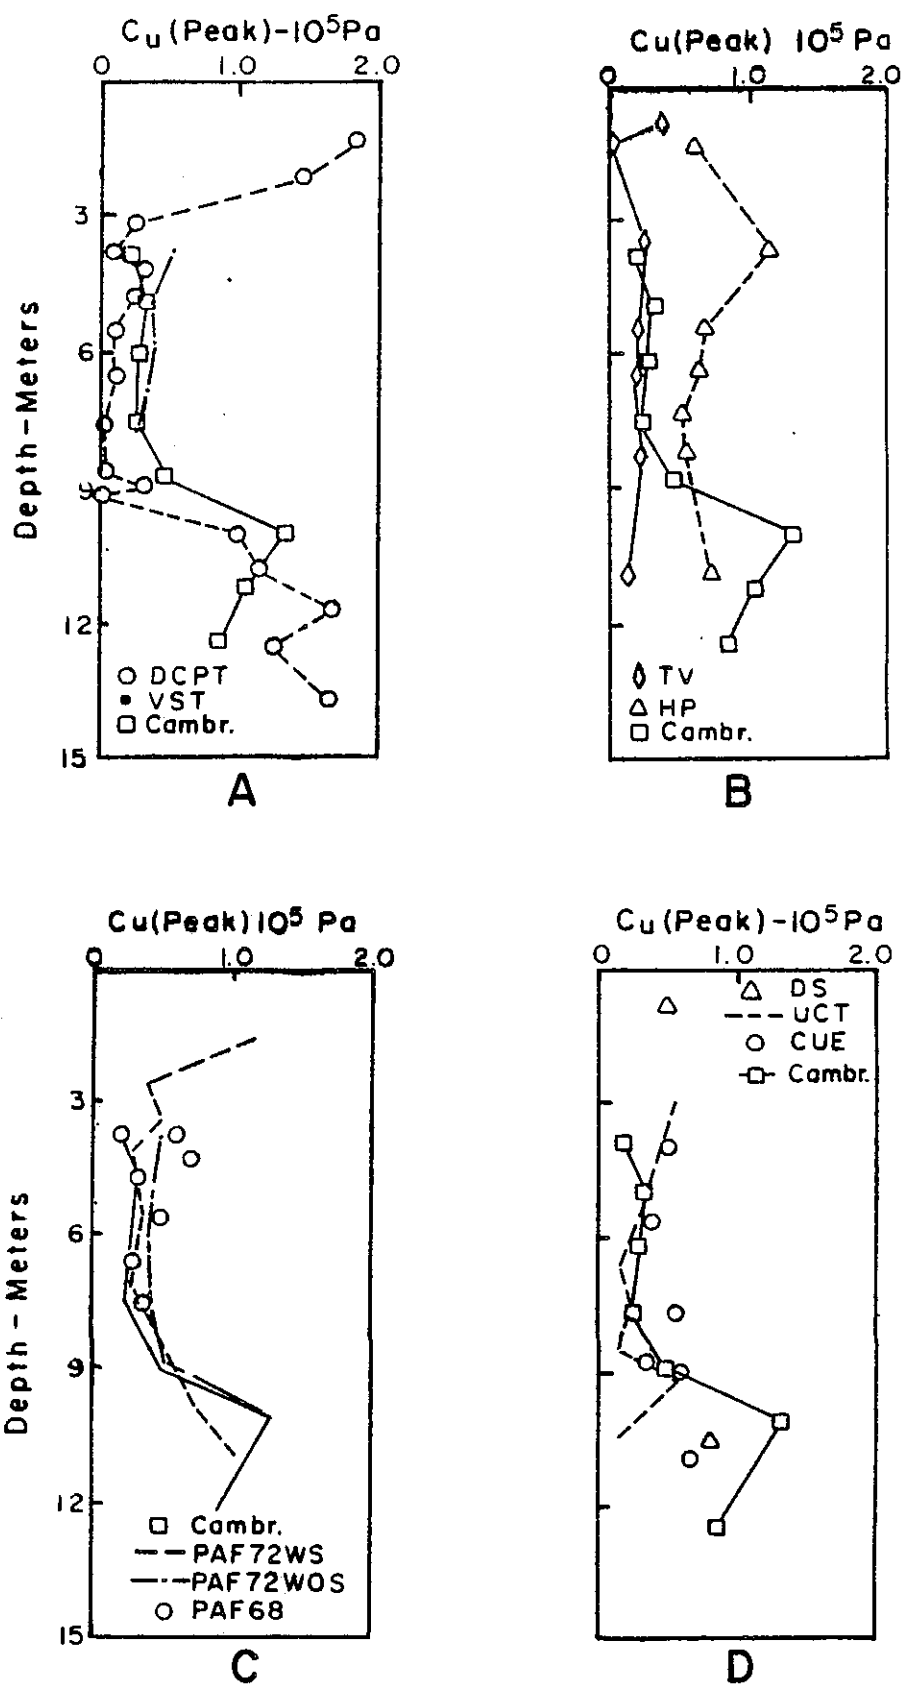 Cu (Peak) - 10⁵ Pa
0 1.0 2.0
3
6
9
12
15
Depth - Meters
DCPT
VST
Cambr.
A
Cu (Peak) 10⁵ Pa
0 1.0 2.0
TV
HP
Cambr.
B
Cu (Peak) 10⁵ Pa
0 1.0 2.0
3
6
9
12
15
Depth - Meters
Cambr.
PAF72WS
PAF72WOS
PAF68
C
Cu (Peak) - 10⁵ Pa
0 1.0 2.0
DS
UCT
CUE
Cambr.
D